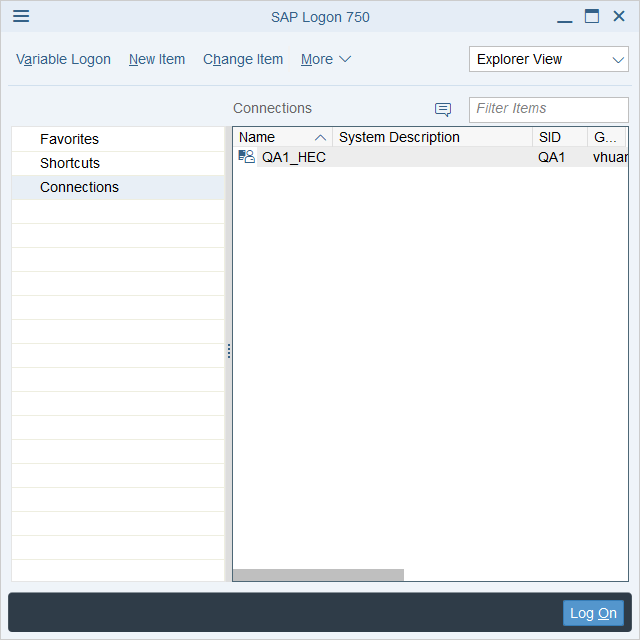 SAP Logon 750
Variable Logon New Item Change Item More Explorer View
Connections Filter Items
Favorites
Shortcuts
Connections
Name System Description SID G...
QA1_HEC QA1 vhuar
Log On